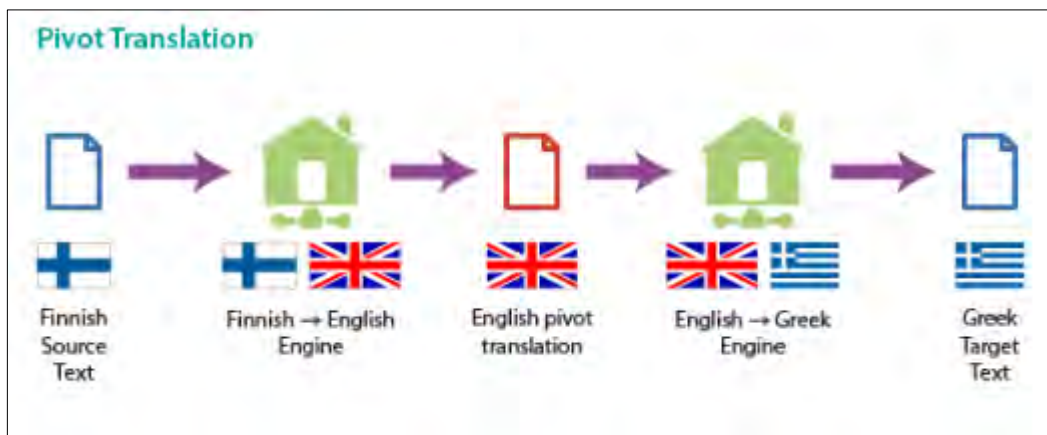 Pivot Translation
Finnish
Source
Text
Finnish → English
Engine
English pivot
translation
English → Greek
Engine
Greek
Target
Text